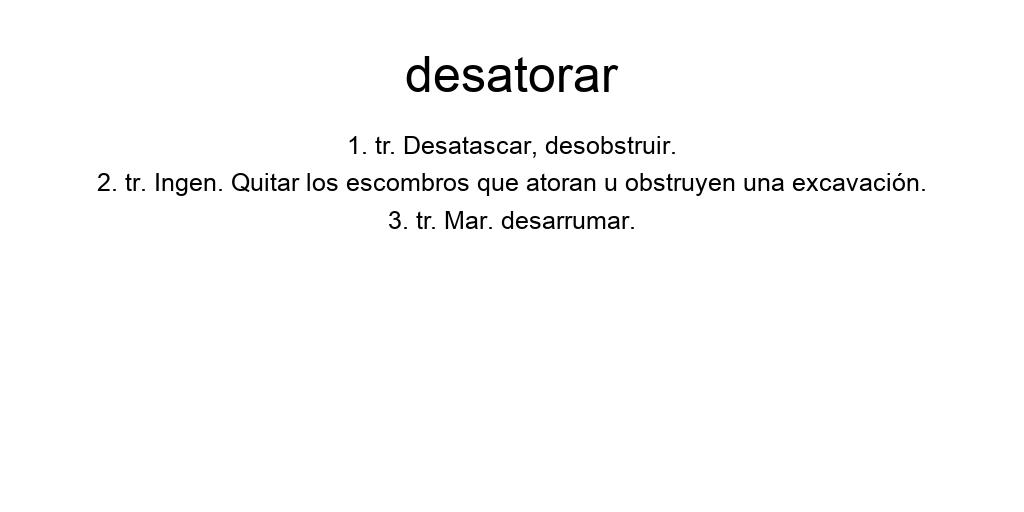 desatorar
1. tr. Desatascar, desobstruir.
2. tr. Ingen. Quitar los escombros que atoran u obstruyen una excavación.
3. tr. Mar. desarrumar.